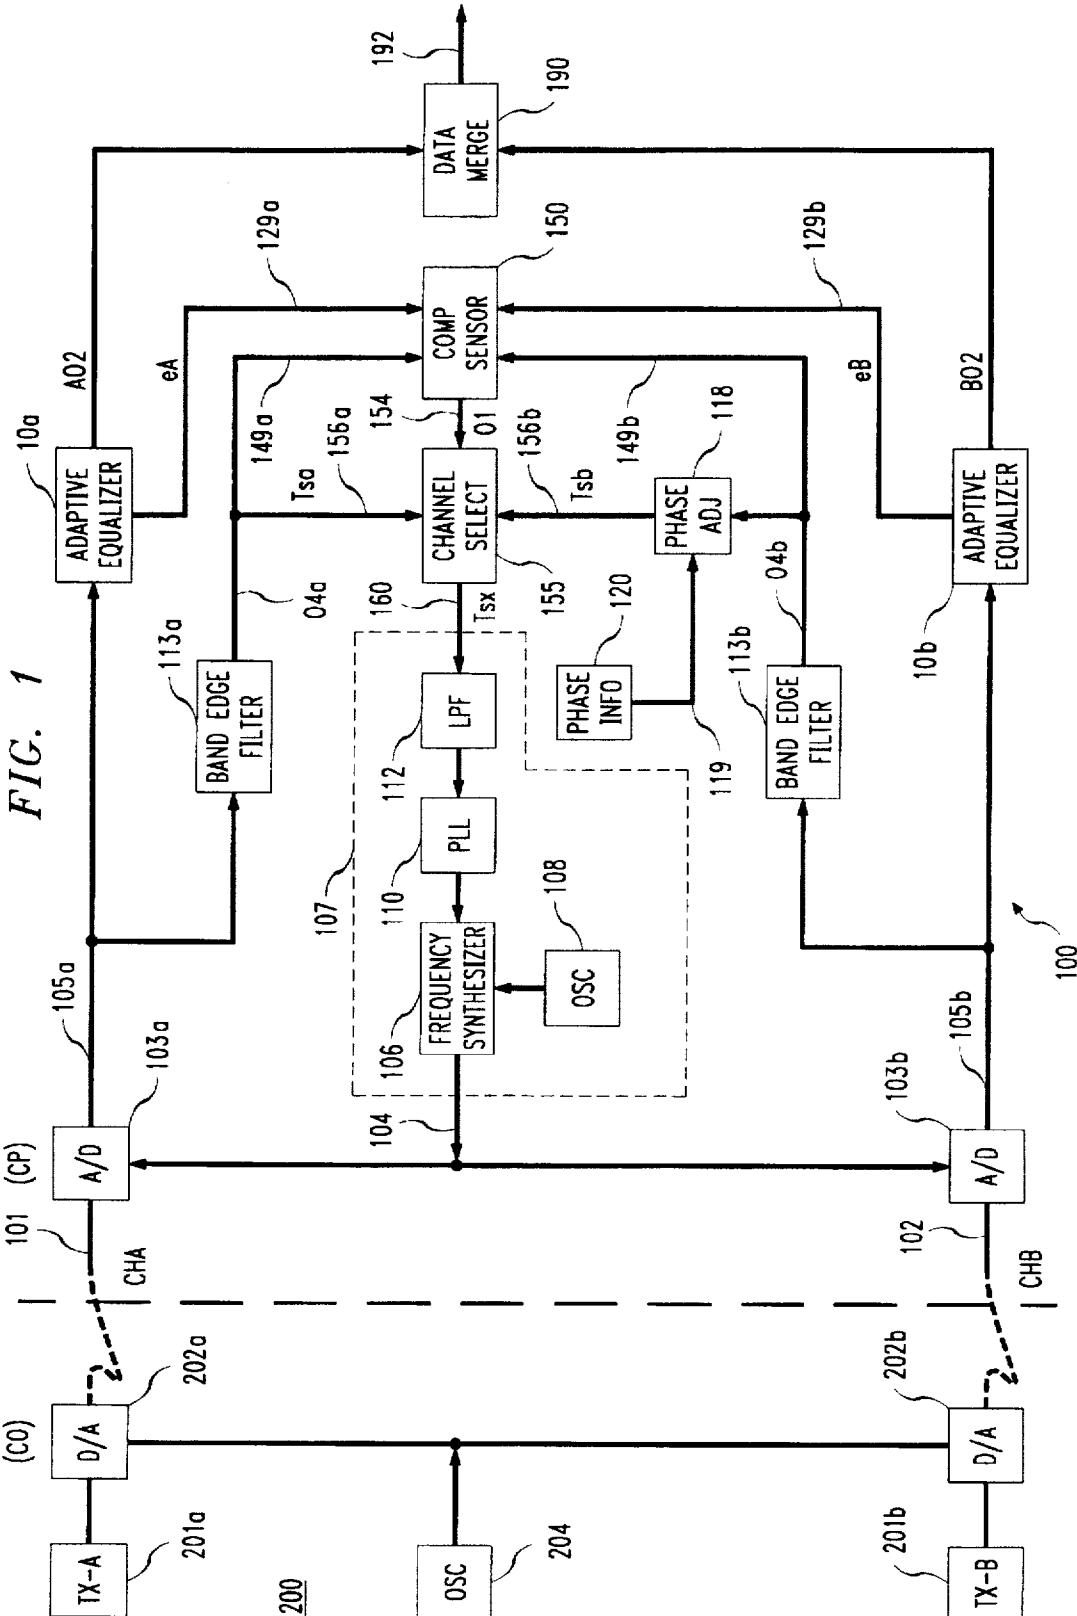 FIG. 1
200
(CO)
(CP)
TX-A
201a
D/A
202a
CHA
101
A/D
103a
105a
BAND EDGE
FILTER
113a
04a
ADAPTIVE
EQUALIZER
10a
AO2
eA
129a
149a
Tsa
156a
OSC
204
104
107
FREQUENCY
SYNTHESIZER
106
OSC
108
PLL
110
LPF
112
160
Tsx
CHANNEL
SELECT
155
154
O1
COMP
SENSOR
150
DATA
MERGE
190
192
PHASE
INFO
120
119
PHASE
ADJ
118
Tsb
156b
149b
129b
eB
TX-B
201b
D/A
202b
CHB
102
A/D
103b
105b
BAND EDGE
FILTER
113b
04b
ADAPTIVE
EQUALIZER
10b
BO2
100